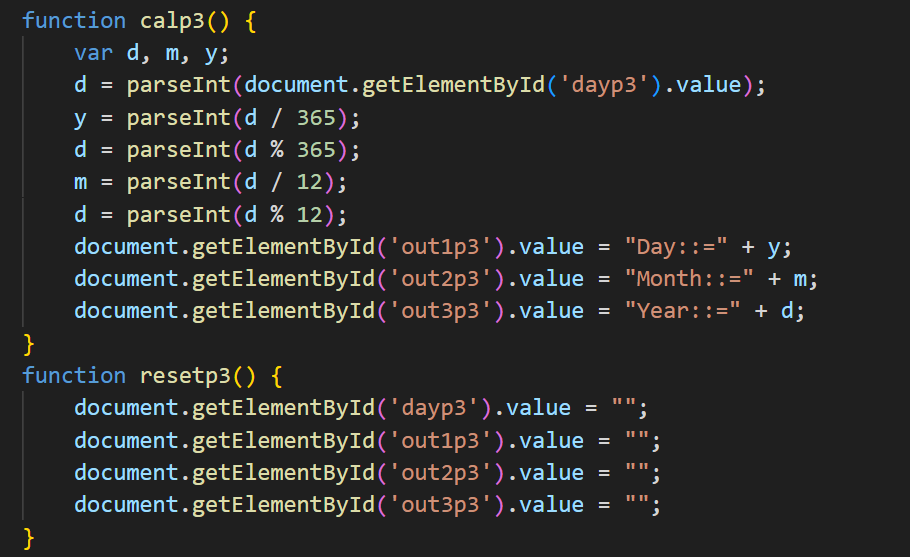 function calp3() {
    var d, m, y;
    d = parseInt(document.getElementById('dayp3').value);
    y = parseInt(d / 365);
    d = parseInt(d % 365);
    m = parseInt(d / 12);
    d = parseInt(d % 12);
    document.getElementById('out1p3').value = "Day::=" + y;
    document.getElementById('out2p3').value = "Month::=" + m;
    document.getElementById('out3p3').value = "Year::=" + d;
}
function resetp3() {
    document.getElementById('dayp3').value = "";
    document.getElementById('out1p3').value = "";
    document.getElementById('out2p3').value = "";
    document.getElementById('out3p3').value = "";
}